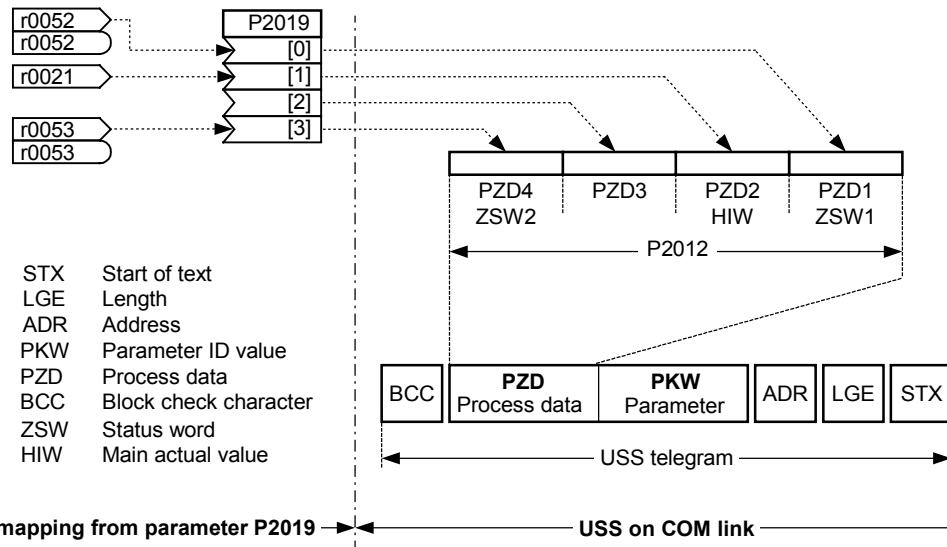 r0052
r0052
r0021
r0053
r0053
P2019
[0]
[1]
[2]
[3]
PZD4 PZD3 PZD2 PZD1
ZSW2 HIW ZSW1
P2012
STX Start of text
LGE Length
ADR Address
PKW Parameter ID value
PZD Process data
BCC Block check character
ZSW Status word
HIW Main actual value
BCC
PZD
Process data
PKW
Parameter
ADR
LGE
STX
USS telegram
mapping from parameter P2019
USS on COM link